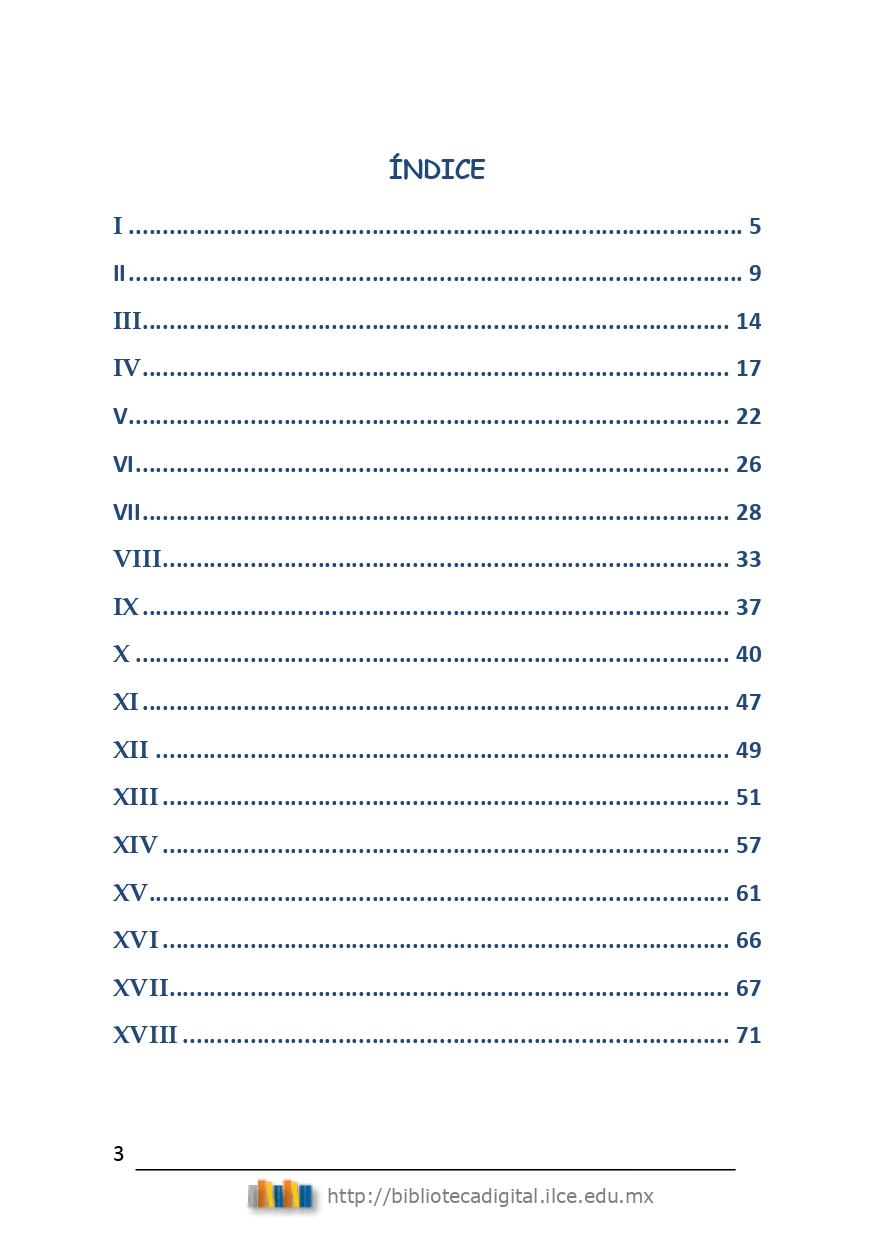 ÍNDICE
I ........................................................................................... 5
II ........................................................................................... 9
III....................................................................................... 14
IV....................................................................................... 17
V......................................................................................... 22
VI........................................................................................ 26
VII....................................................................................... 28
VIII.................................................................................... 33
IX ....................................................................................... 37
X ........................................................................................ 40
XI ....................................................................................... 47
XII ..................................................................................... 49
XIII .................................................................................... 51
XIV .................................................................................... 57
XV...................................................................................... 61
XVI .................................................................................... 66
XVII................................................................................... 67
XVIII ................................................................................. 71
3
http://bibliotecadigital.ilce.edu.mx